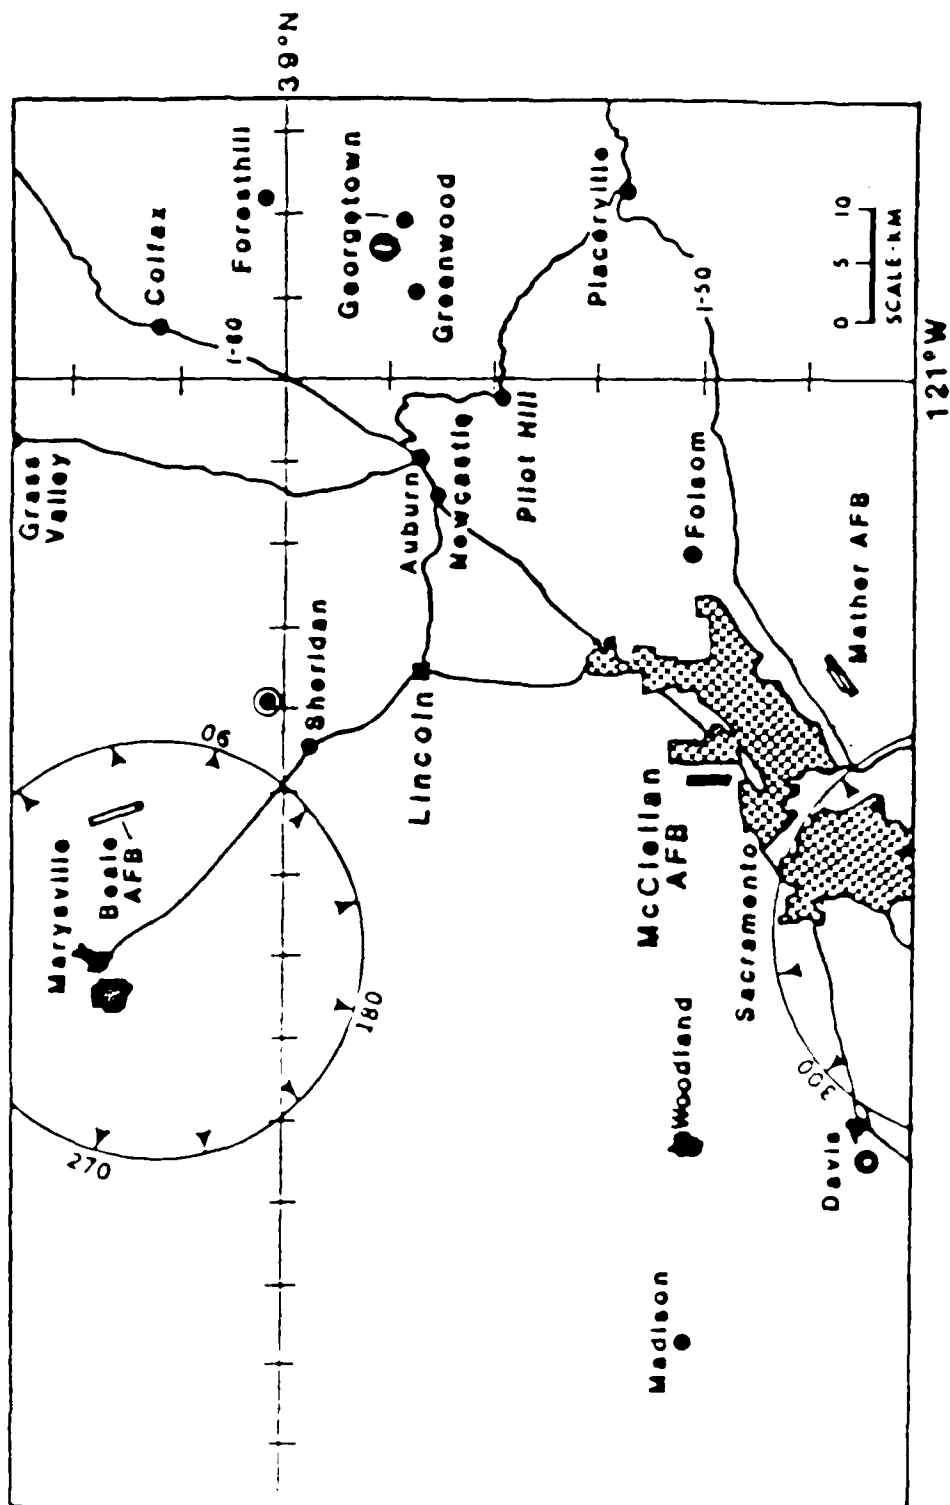 39°N
Grass
Valley
Colfax
Foresthill
I-80
Georgetown
Greenwood
Marysville
Beale
AFB
90
180
270
Sheridan
Lincoln
Auburn
Newcastle
Pilot Hill
Placerville
I-50
Folsom
Mather AFB
McClellan
AFB
Sacramento
Woodland
Madison
Davis
300
0 5 10
SCALE-KM
121°W